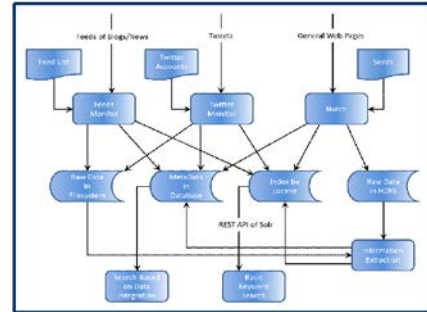 Feeds of Blogs/News
Tweets
General Web Pages
Feed List
Twitter
Accounts
Seeds
Feeds
Monitor
Twitter Monitor
Nutch
Raw Data
in
Filesystem
MetaData
in
Database
Index by
Lucene
Raw Data
in HDFS
REST API of Solr
Information
Extraction
Search Based
on Data
Integration
Basic
Keyword
Search